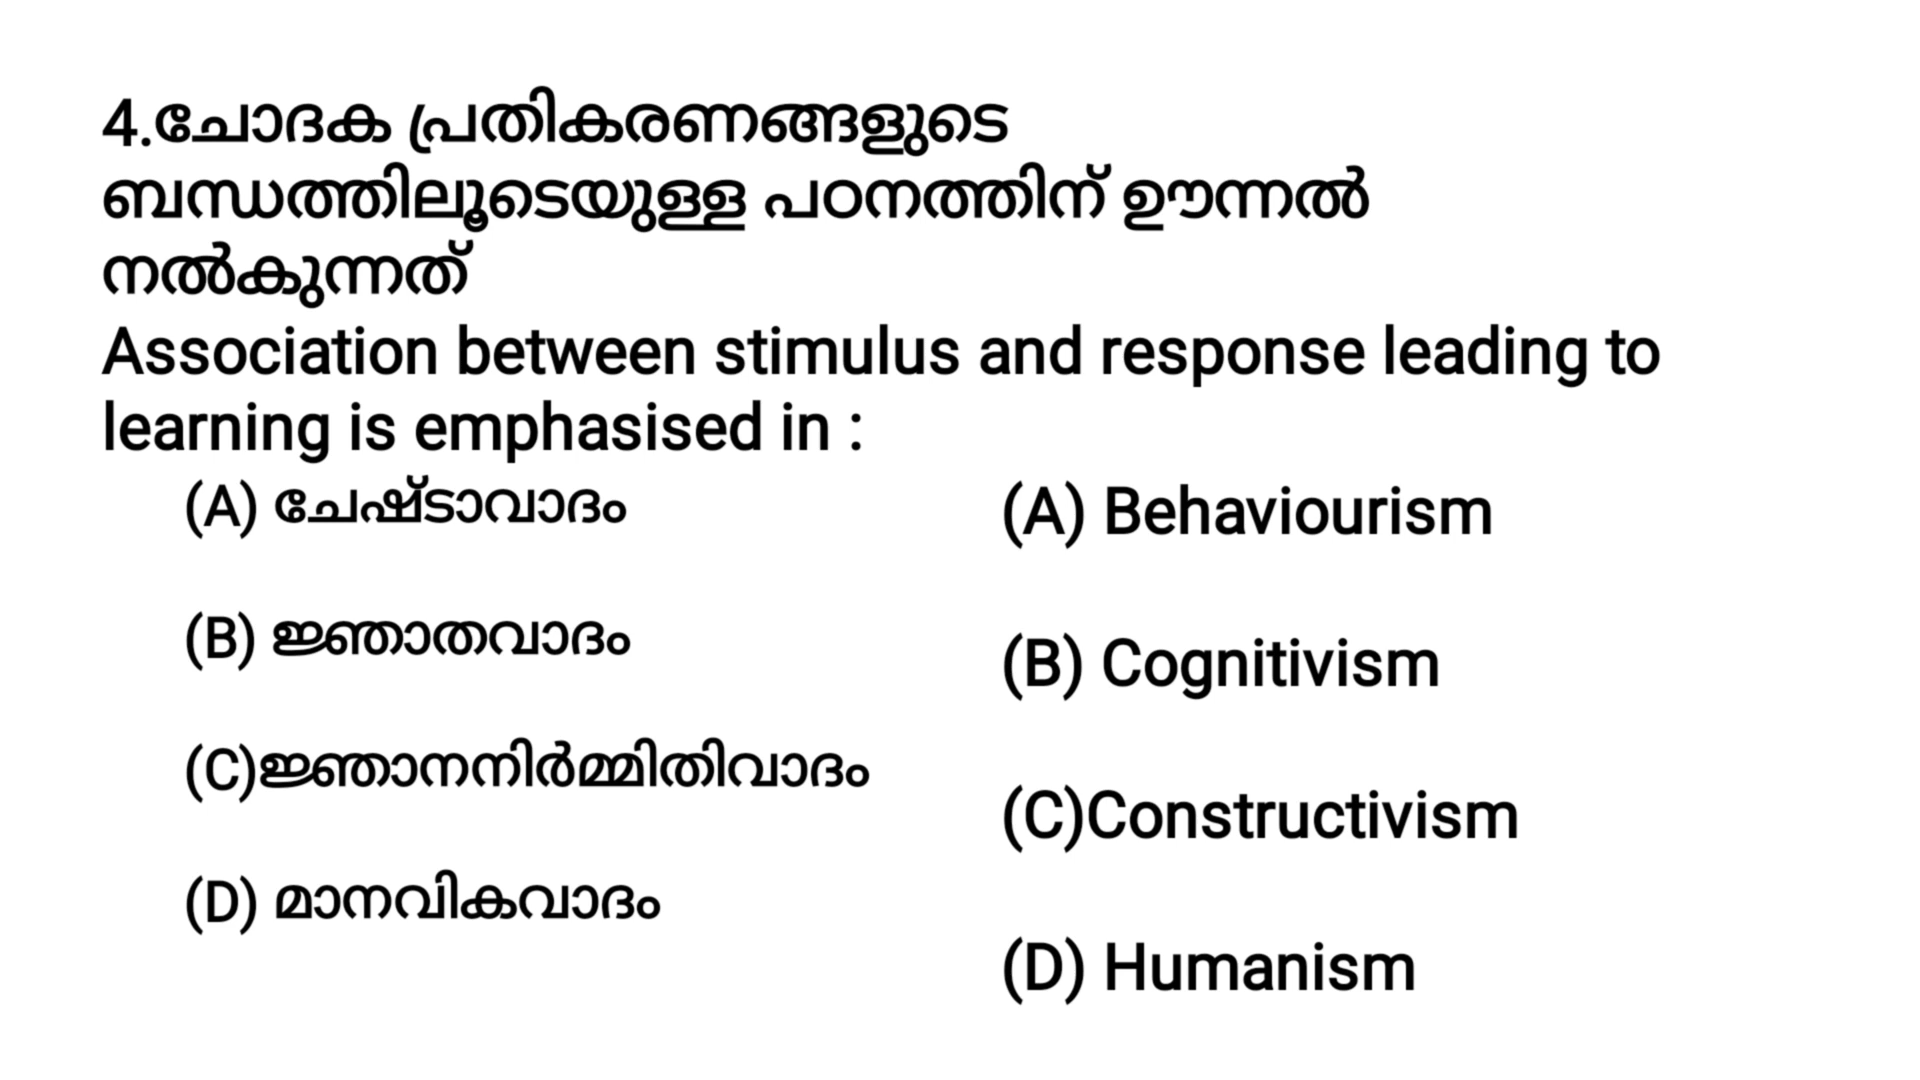 4.ചോദക പ്രതികരണങ്ങളുടെ
ബന്ധത്തിലൂടെയുള്ള പഠനത്തിന് ഊന്നൽ
നൽകുന്നത്
Association between stimulus and response leading to
learning is emphasised in :
(A) ചേഷ്ടാവാദം
(B) ജ്ഞാതവാദം
(C)ജ്ഞാനനിർമ്മിതിവാദം
(D) മാനവികവാദം
(A) Behaviourism
(B) Cognitivism
(C)Constructivism
(D) Humanism